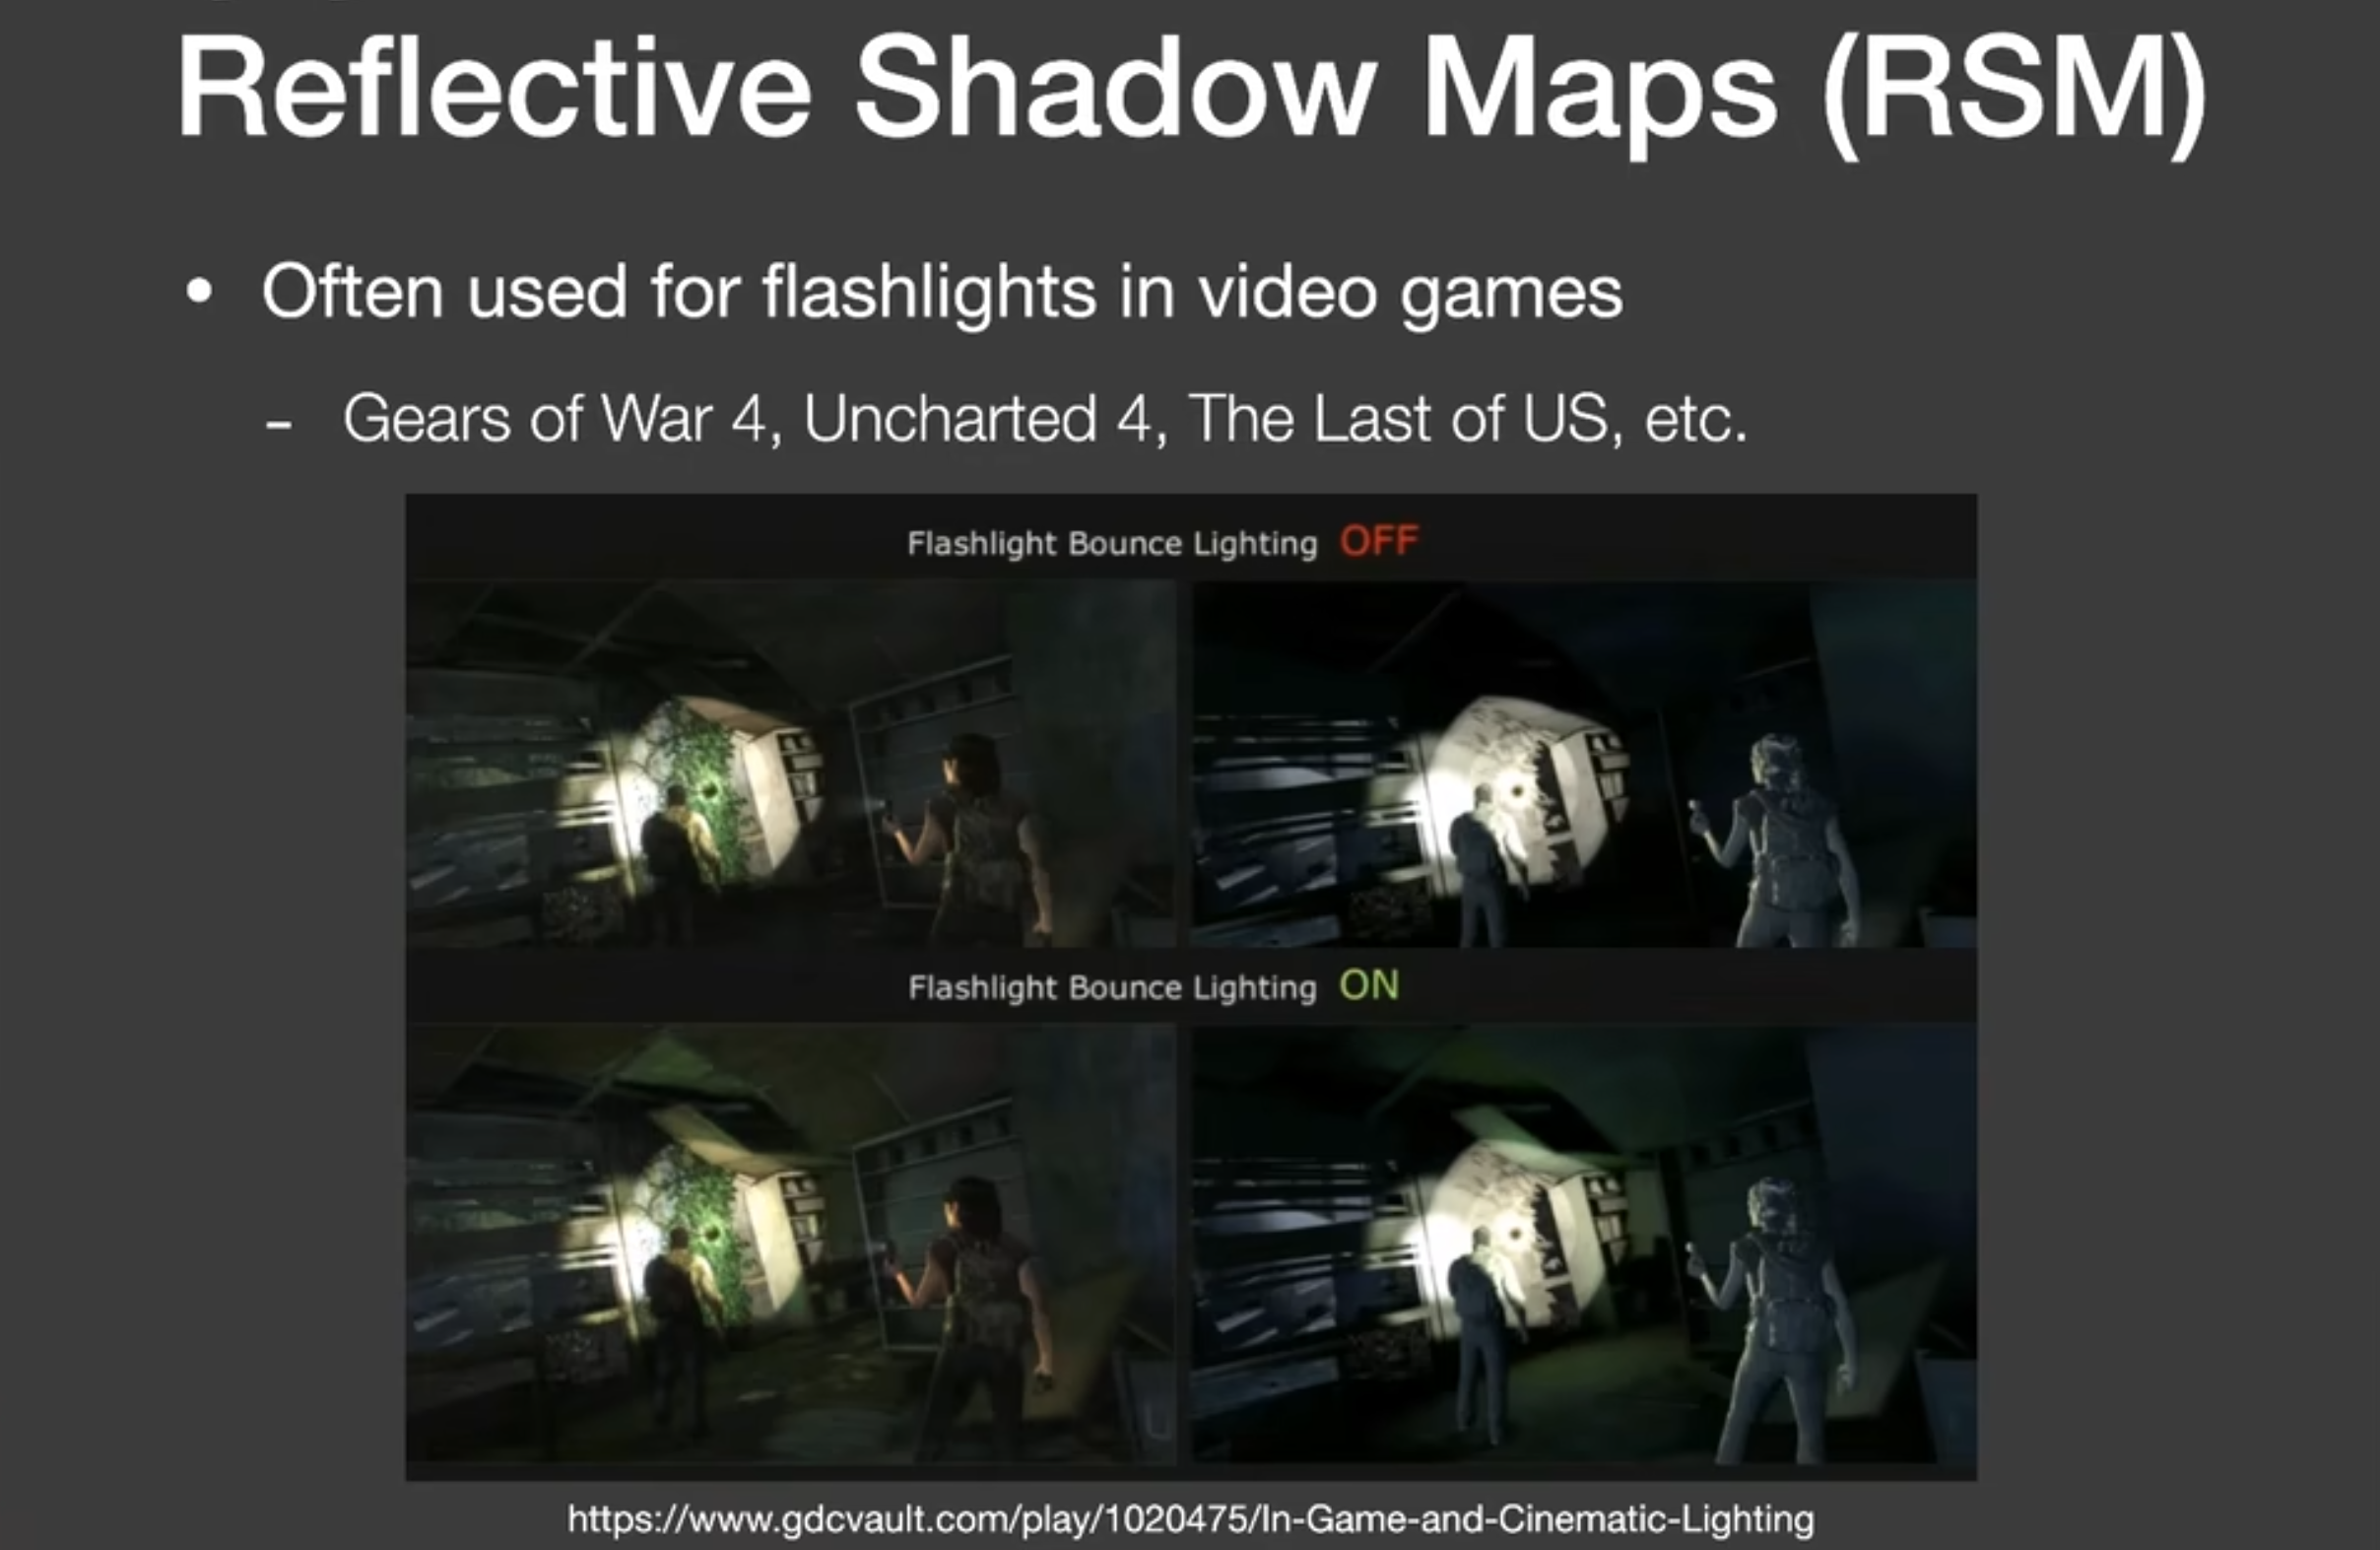 Reflective Shadow Maps (RSM)
• Often used for flashlights in video games
- Gears of War 4, Uncharted 4, The Last of US, etc.
Flashlight Bounce Lighting OFF
Flashlight Bounce Lighting ON
https://www.gdcvault.com/play/1020475/In-Game-and-Cinematic-Lighting